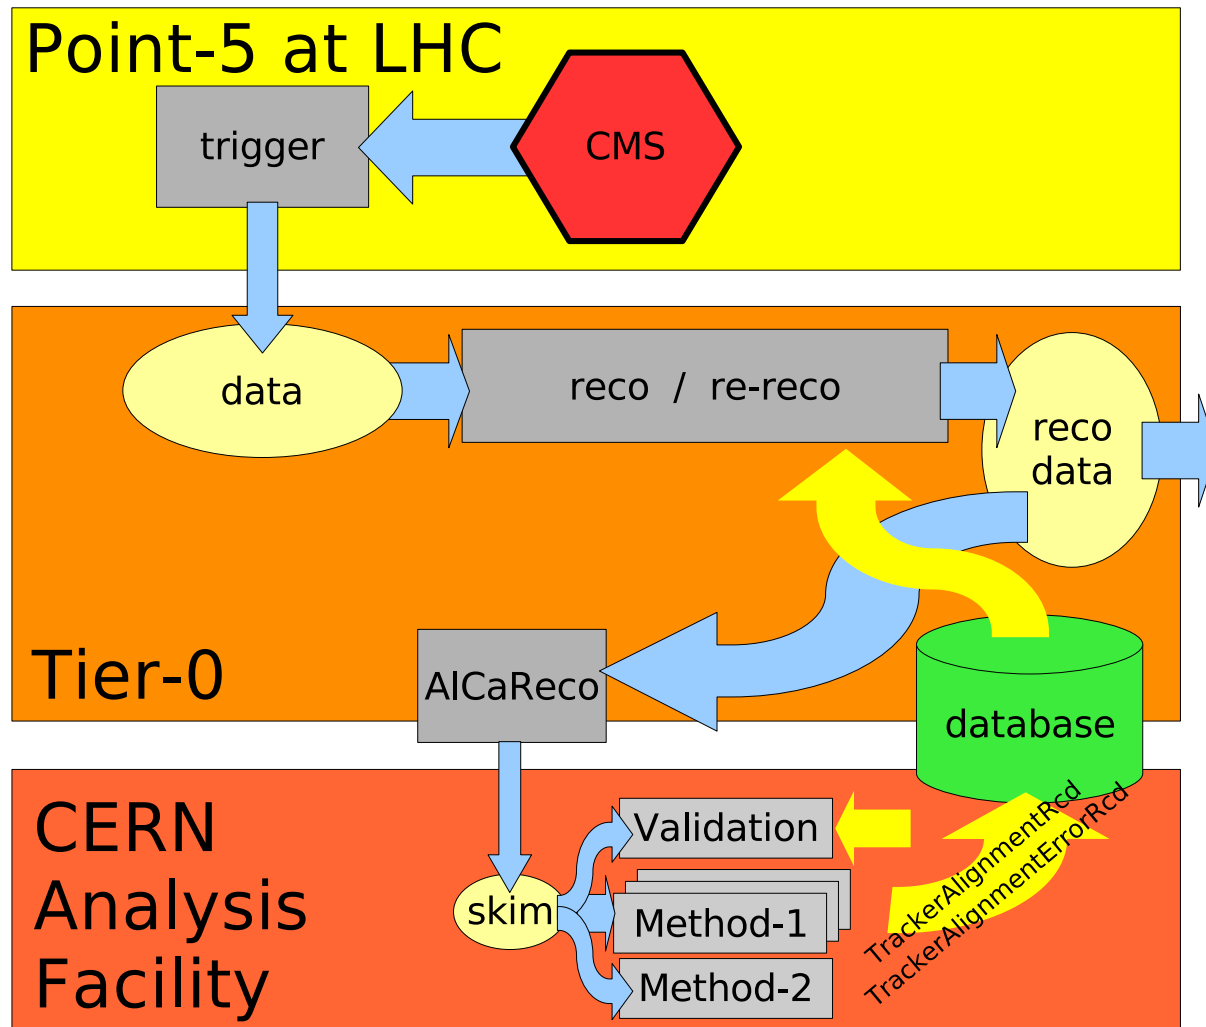 Point-5 at LHC
trigger
CMS
data
reco / re-reco
reco
data
Tier-0
AlCaReco
database
CERN
Analysis
Facility
skim
Validation
Method-1
Method-2
TrackerAlignmentRcd
TrackerAlignmentErrorRcd